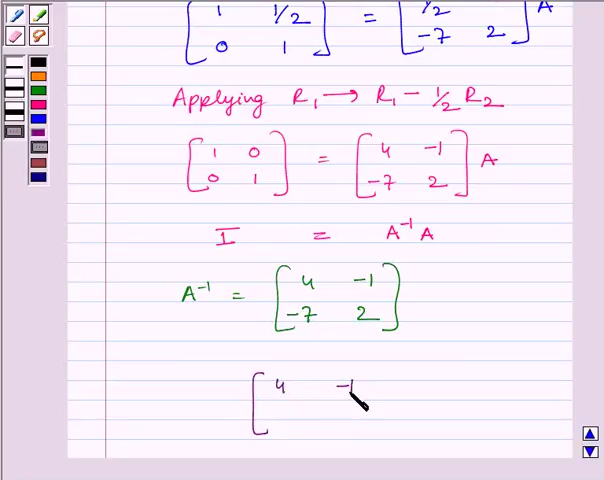 [1 1/2
0 1] = [1/2
-7 2] A
Applying R₁ → R₁ - 1/2 R₂
[1 0
0 1] = [4 -1
-7 2] A
I = A⁻¹ A
A⁻¹ = [4 -1
-7 2]
[4 -1